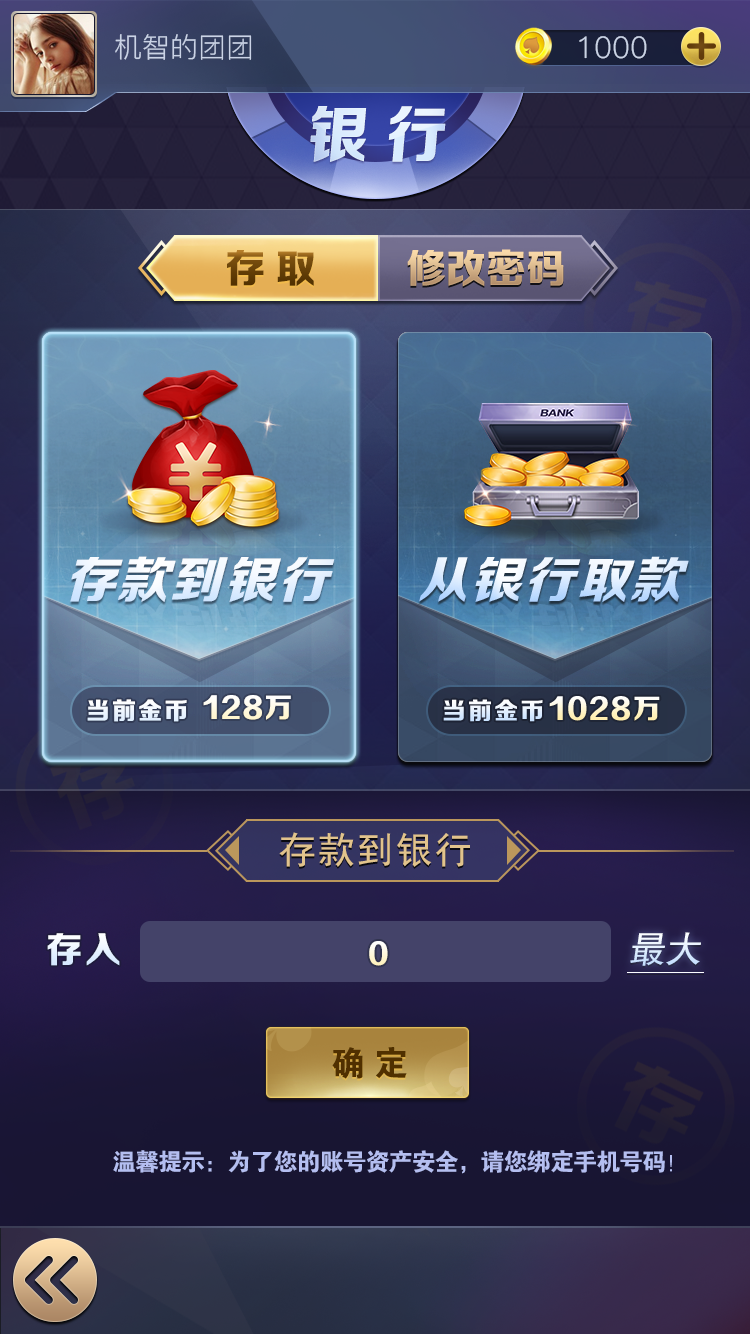 机智的团团
1000
银行
存取
修改密码
存
¥
BANK
存款到银行
从银行取款
当前金币 128万
当前金币1028万
存
存款到银行
存入
0
最大
确定
存
温馨提示：为了您的账号资产安全，请您绑定手机号码！